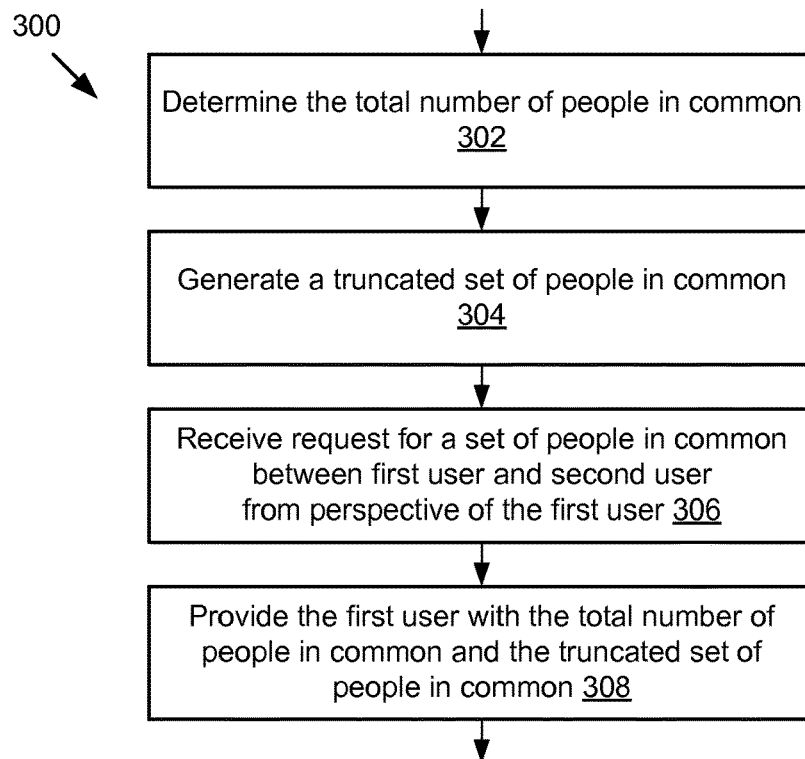 300
Determine the total number of people in common
302
Generate a truncated set of people in common
304
Receive request for a set of people in common
between first user and second user
from perspective of the first user 306
Provide the first user with the total number of
people in common and the truncated set of
people in common 308